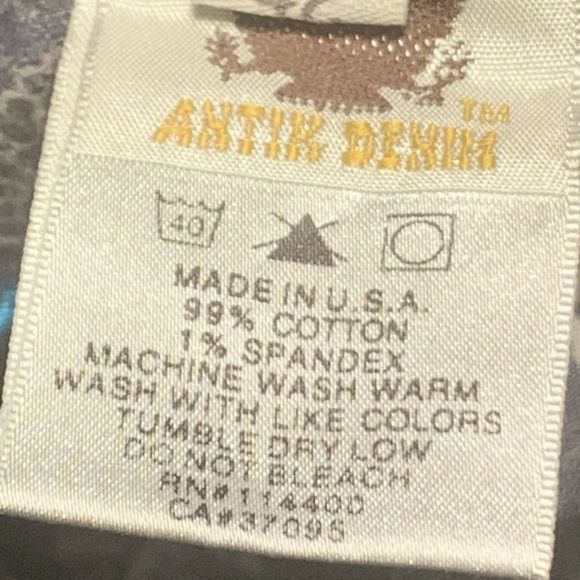 ANTIK DENIM TM
40
MADE IN U.S.A.
99% COTTON
1% SPANDEX
MACHINE WASH WARM
WASH WITH LIKE COLORS
TUMBLE DRY LOW
DO NOT BLEACH
RN# 114400
CA#37095